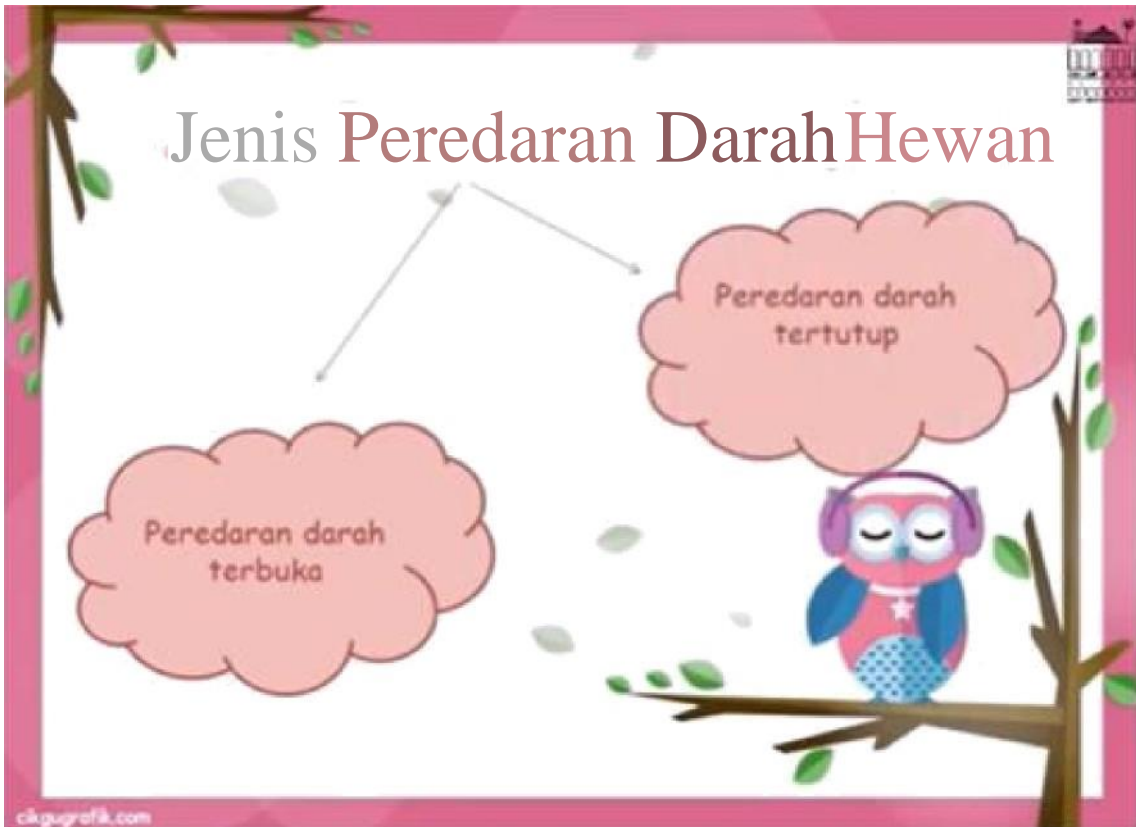 Jenis Peredaran Darah Hewan
Peredaran darah
tertutup
Peredaran darah
terbuka
cikgugrafik.com